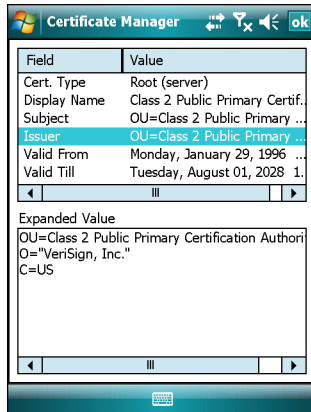 Certificate Manager ok
Field Value
Cert. Type Root (server)
Display Name Class 2 Public Primary Certif..
Subject OU=Class 2 Public Primary ...
Issuer OU=Class 2 Public Primary ...
Valid From Monday, January 29, 1996 ...
Valid Till Tuesday, August 01, 2028 1..
Expanded Value
OU=Class 2 Public Primary Certification Authori
O="VeriSign, Inc."
C=US